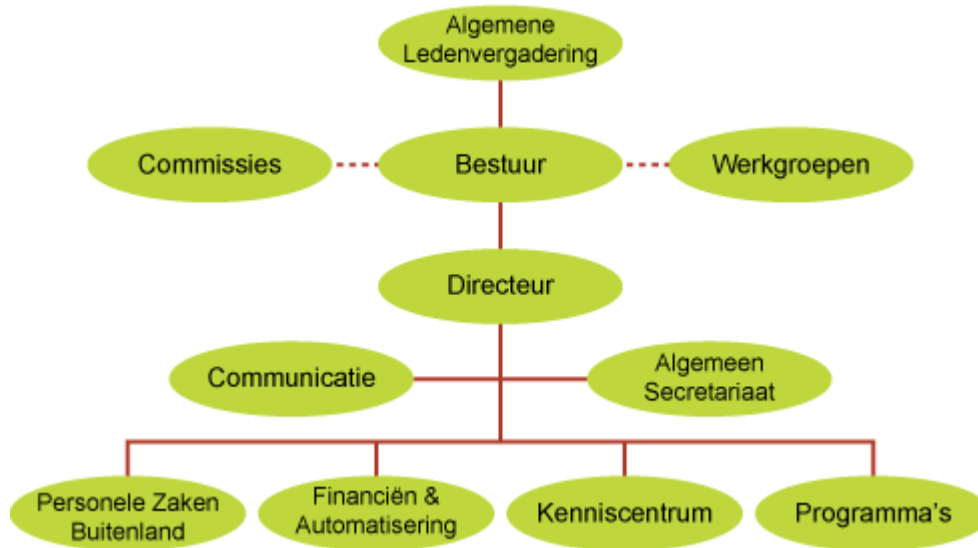 Algemene
Ledenvergadering
Commissies
Bestuur
Werkgroepen
Directeur
Communicatie
Algemeen
Secretariaat
Personele Zaken
Buitenland
Financiën &
Automatisering
Kenniscentrum
Programma's